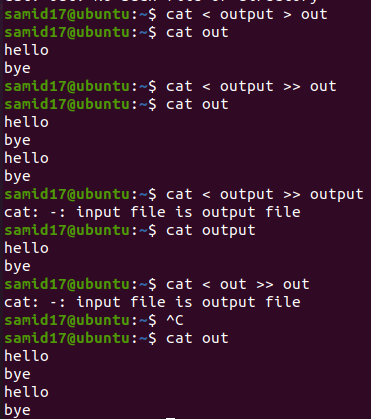 samid17@ubuntu:~$ cat < output > out
samid17@ubuntu:~$ cat out
hello
bye
samid17@ubuntu:~$ cat < output >> out
samid17@ubuntu:~$ cat out
hello
bye
hello
bye
samid17@ubuntu:~$ cat < output >> output
cat: -: input file is output file
samid17@ubuntu:~$ cat output
hello
bye
samid17@ubuntu:~$ cat < out >> out
cat: -: input file is output file
samid17@ubuntu:~$ ^C
samid17@ubuntu:~$ cat out
hello
bye
hello
bye